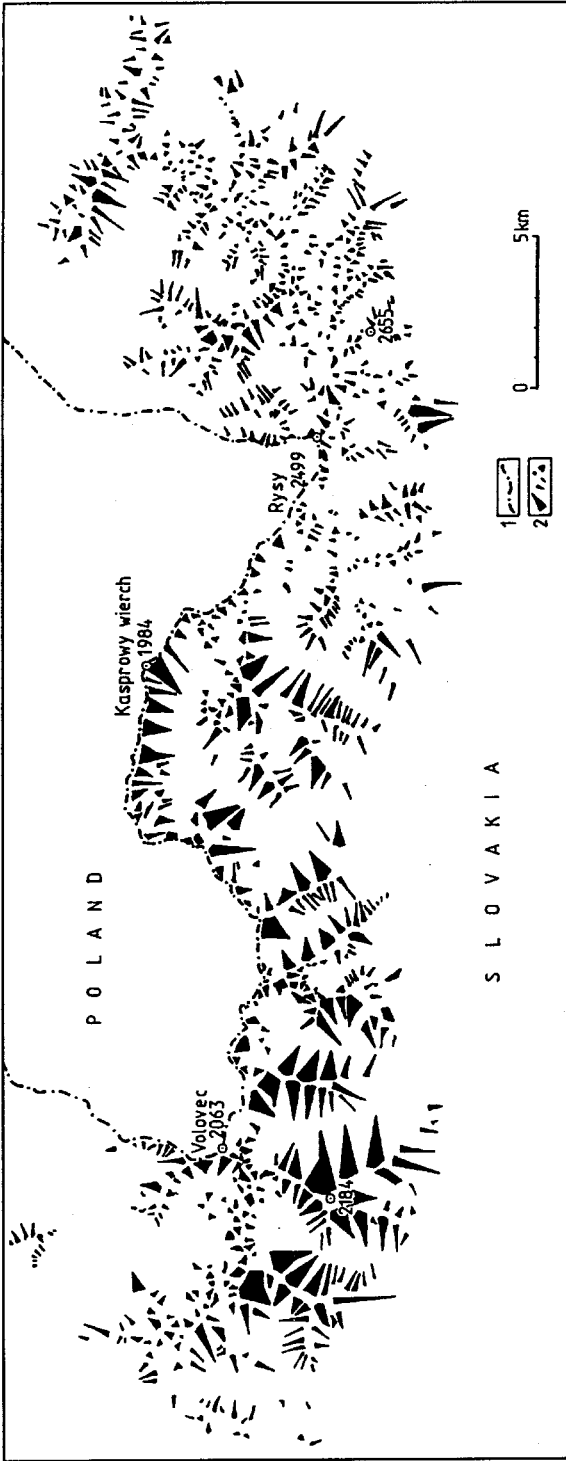 POLAND
Volovec
2063
2184
Kasprowy wierch
1984
Rysy
2499
2655
SLOVAKIA
0 5km
1
2